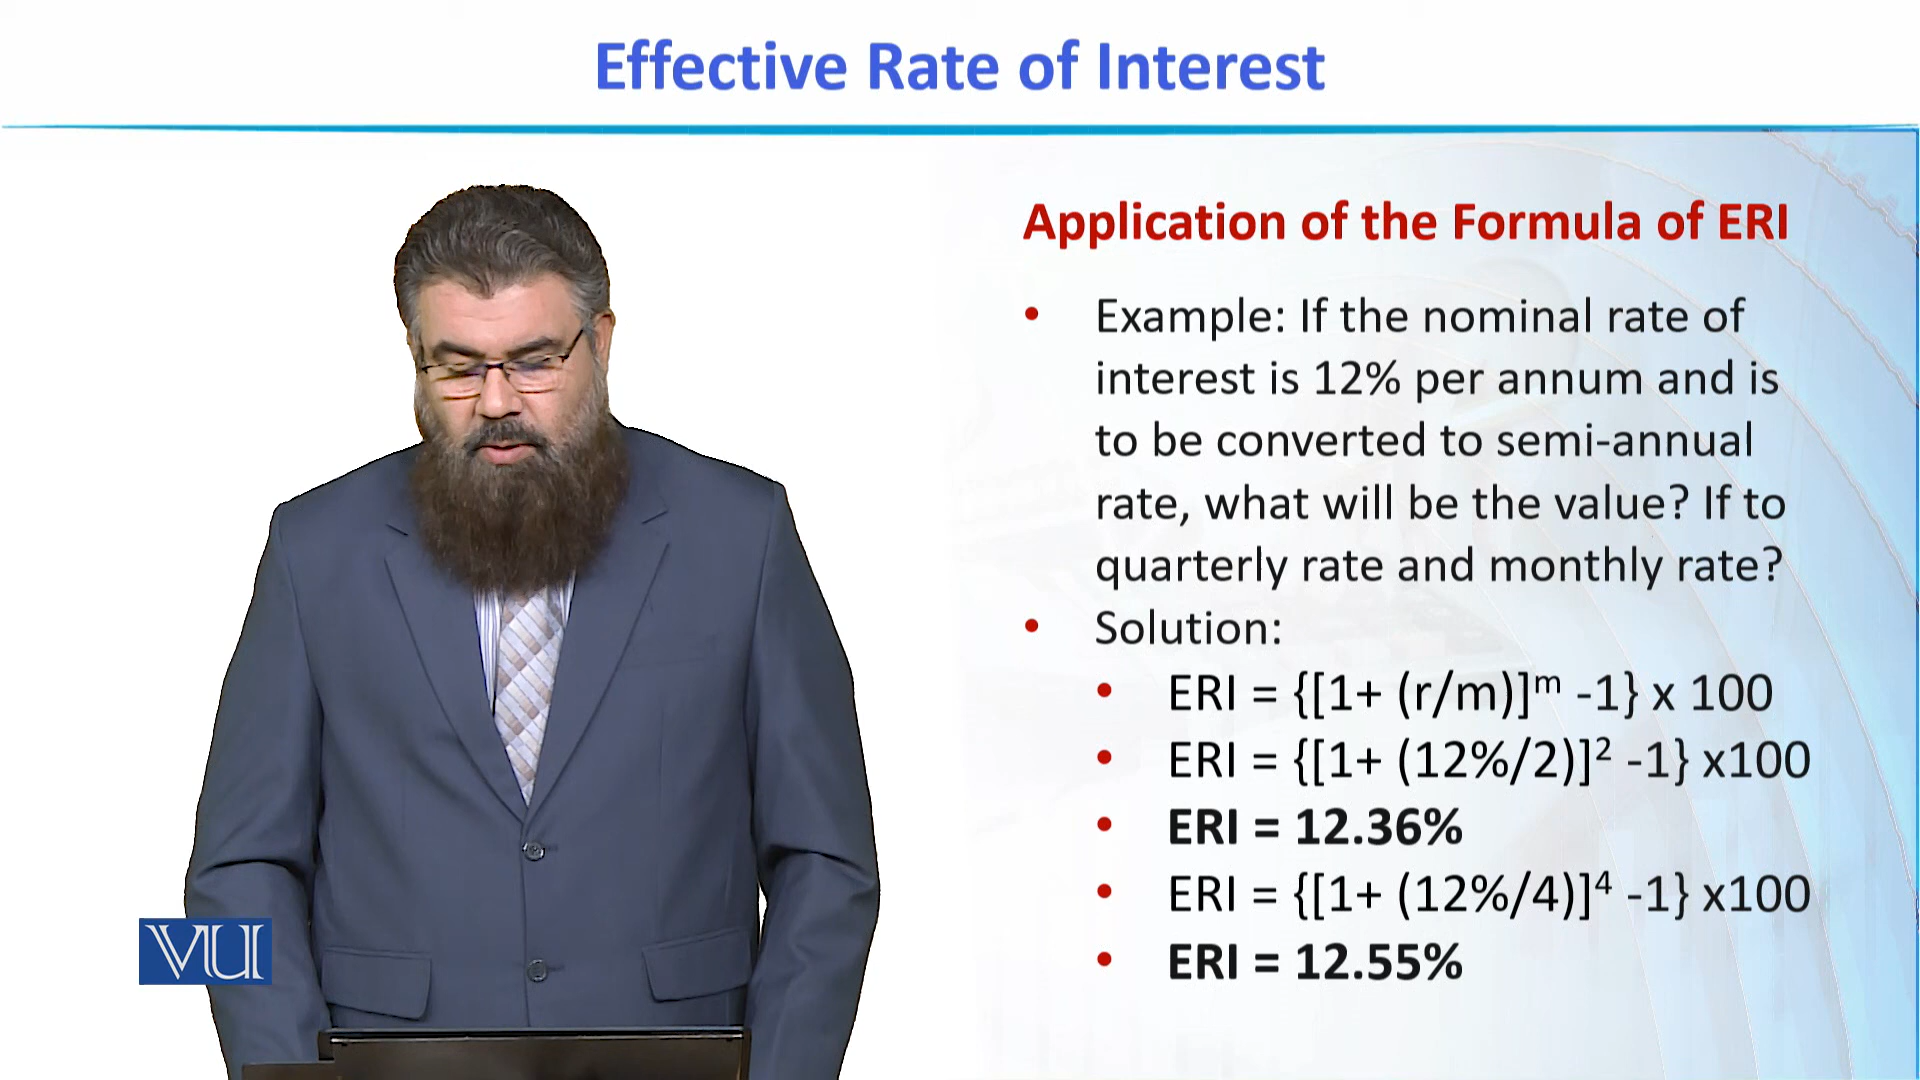 Effective Rate of Interest
Application of the Formula of ERI
• Example: If the nominal rate of
interest is 12% per annum and is
to be converted to semi-annual
rate, what will be the value? If to
quarterly rate and monthly rate?
• Solution:
• ERI = {[1+ (r/m)]ᵐ -1} x 100
• ERI = {[1+ (12%/2)]² -1} x100
• ERI = 12.36%
• ERI = {[1+ (12%/4)]⁴ -1} x100
• ERI = 12.55%
VU